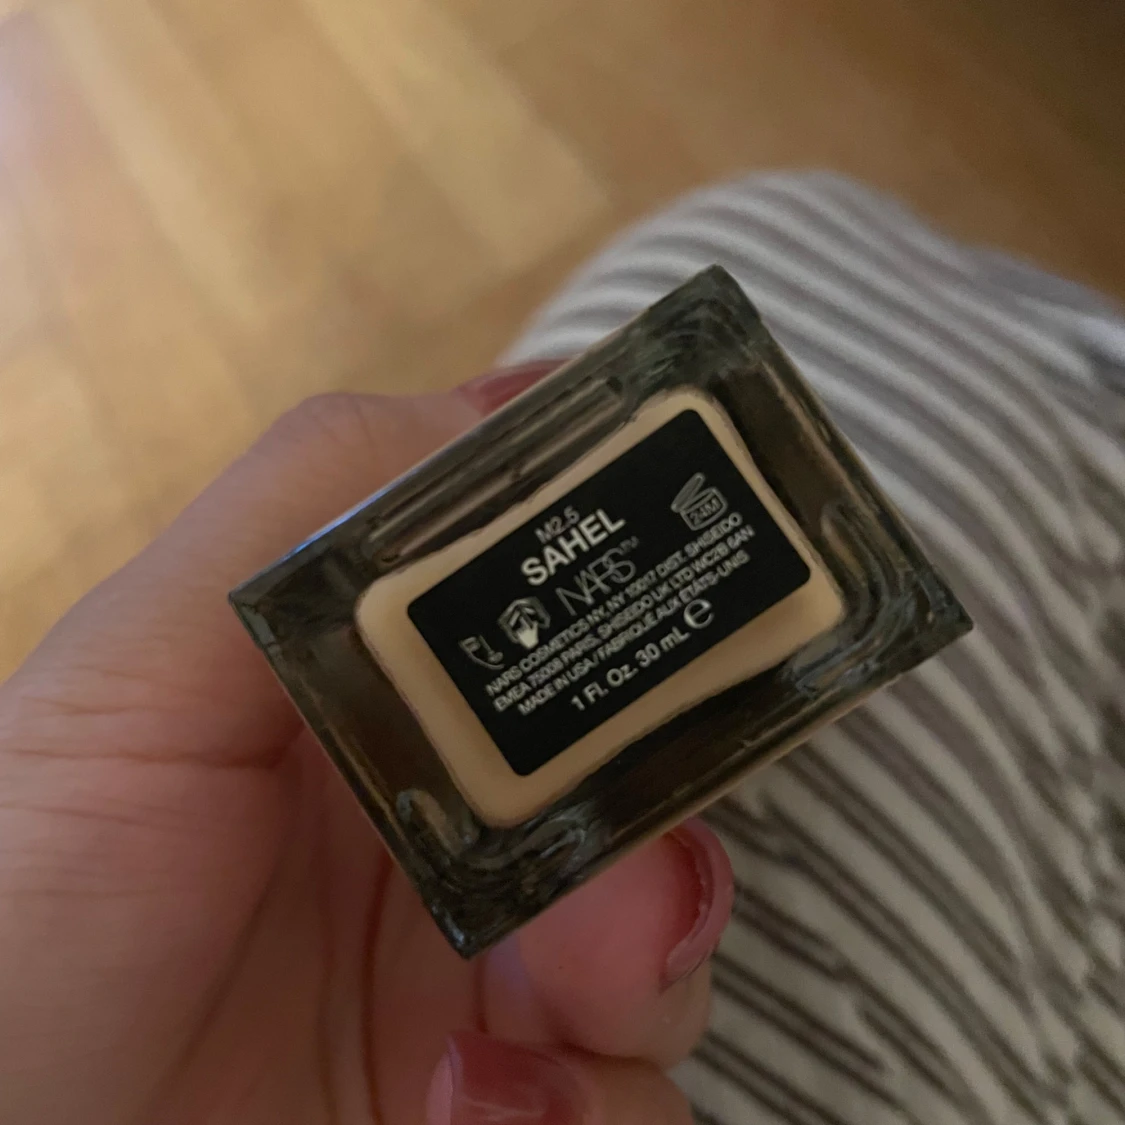 M2.5
SAHEL
NARS™
24M
NARS COSMETICS NY, NY 10017 DIST. SHISEIDO
EMEA 75008 PARIS, SHISEIDO UK LTD WC2B 6AN
MADE IN USA / FABRIQUÉ AUX ÉTATS-UNIS
1 Fl. Oz. 30 mL ℮